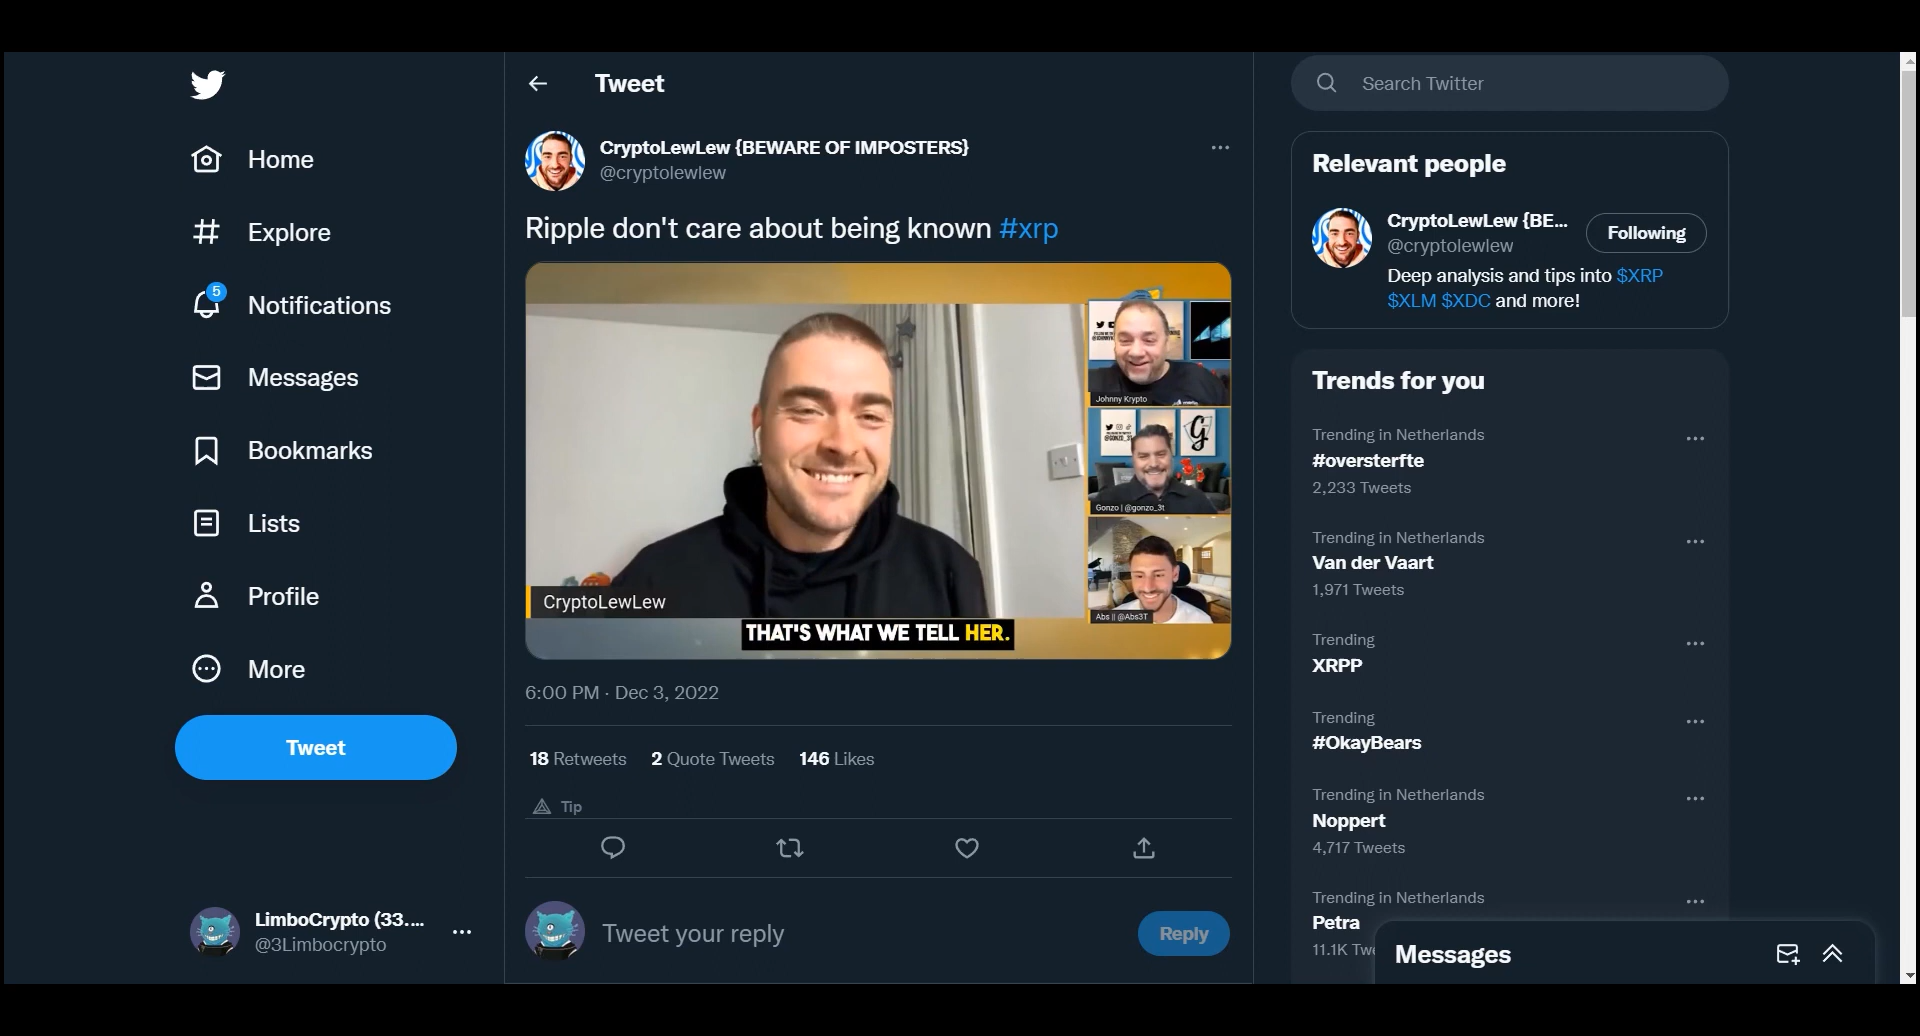 Home
Explore
5
Notifications
Messages
Bookmarks
Lists
Profile
More
Tweet
LimboCrypto (33....
@3Limbocrypto
Tweet
CryptoLewLew {BEWARE OF IMPOSTERS}
@cryptolewlew
Ripple don't care about being known #xrp
Johnny Krypto
@GONZO_3T
G
Gonzo | @gonzo_3t
Abs || @Abs3T
CryptoLewLew
THAT'S WHAT WE TELL HER.
6:00 PM · Dec 3, 2022
18 Retweets 2 Quote Tweets 146 Likes
Tip
Tweet your reply
Reply
Search Twitter
Relevant people
CryptoLewLew {BE...
@cryptolewlew
Following
Deep analysis and tips into $XRP
$XLM $XDC and more!
Trends for you
Trending in Netherlands
#oversterfte
2,233 Tweets
Trending in Netherlands
Van der Vaart
1,971 Tweets
Trending
XRPP
Trending
#OkayBears
Trending in Netherlands
Noppert
4,717 Tweets
Trending in Netherlands
Petra
11.1K Tw
Messages